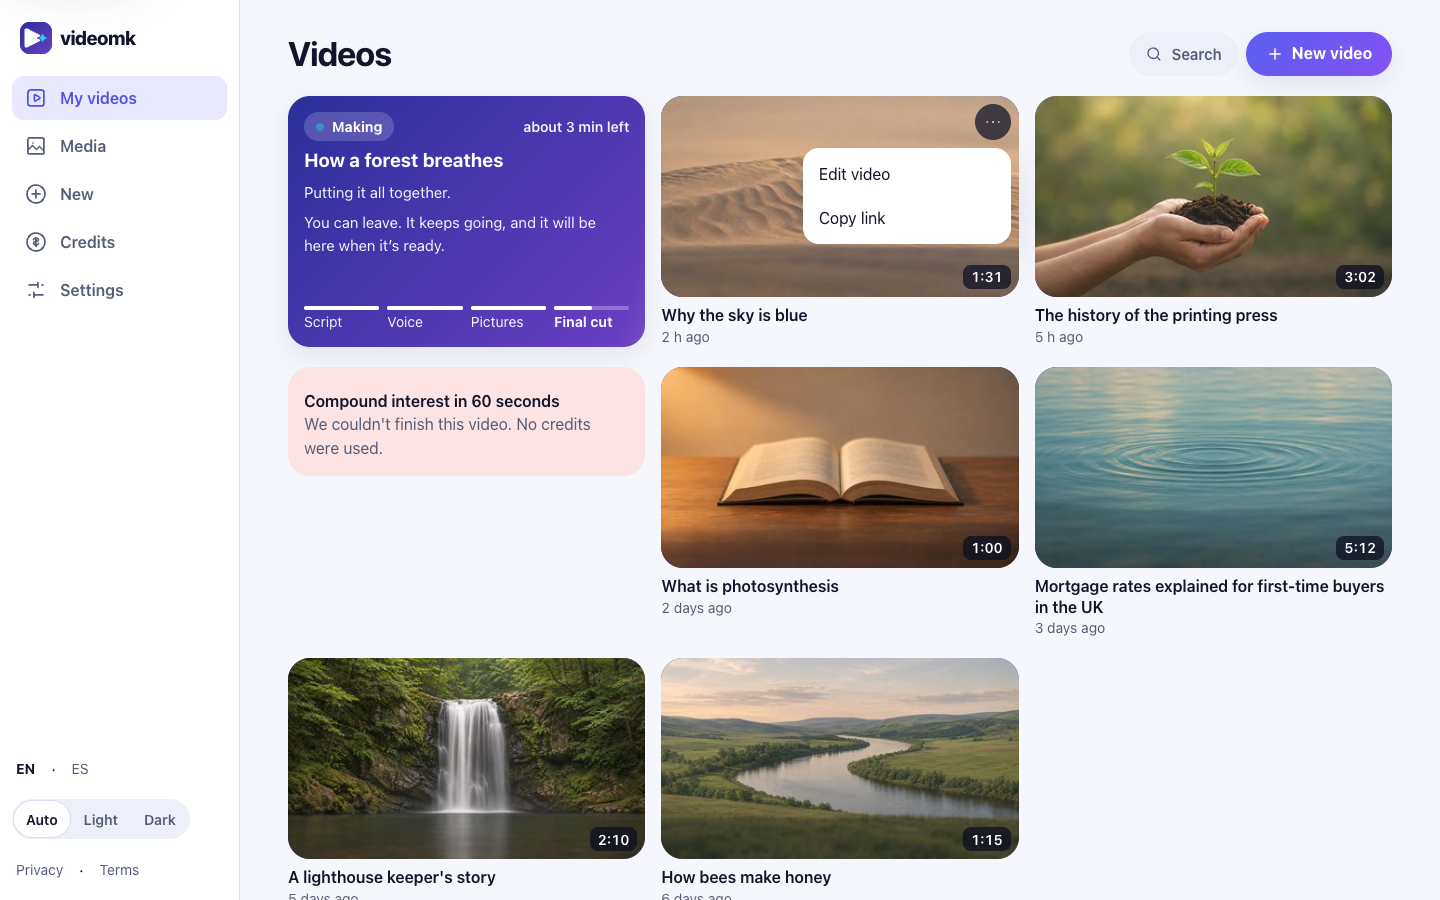 videomk
My videos
Media
New
Credits
Settings
EN · ES
Auto Light Dark
Privacy · Terms
Videos
Search
New video
Making
about 3 min left
How a forest breathes
Putting it all together.
You can leave. It keeps going, and it will be
here when it’s ready.
Script Voice Pictures Final cut
Edit video
Copy link
1:31
Why the sky is blue
2 h ago
3:02
The history of the printing press
5 h ago
Compound interest in 60 seconds
We couldn't finish this video. No credits
were used.
1:00
What is photosynthesis
2 days ago
5:12
Mortgage rates explained for first-time buyers
in the UK
3 days ago
2:10
A lighthouse keeper's story
5 days ago
1:15
How bees make honey
6 days ago